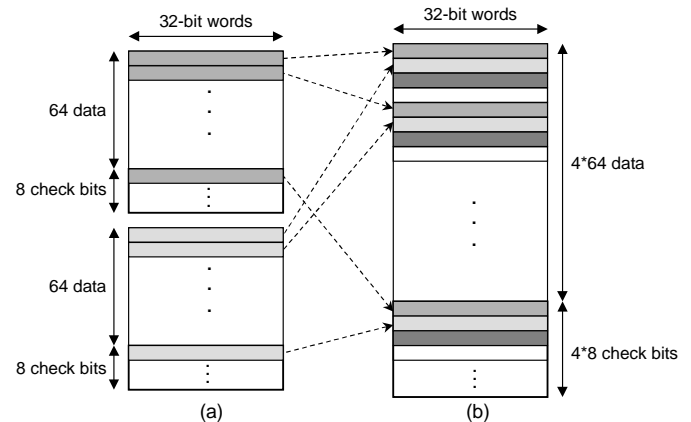 32-bit words
64 data
8 check bits
64 data
8 check bits
(a)
32-bit words
4*64 data
4*8 check bits
(b)